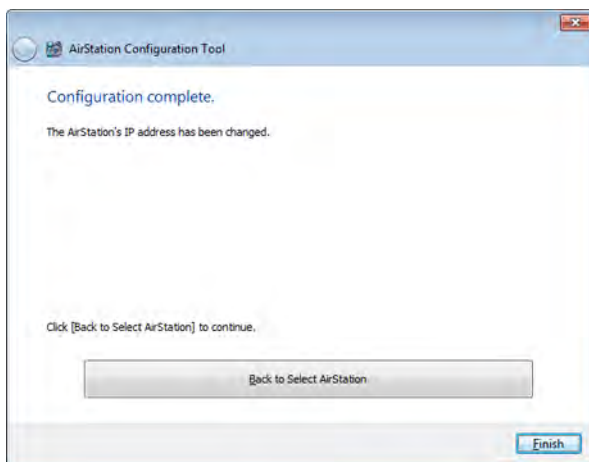 AirStation Configuration Tool
Configuration complete.
The AirStation's IP address has been changed.
Click [Back to Select AirStation] to continue.
Back to Select AirStation
Finish